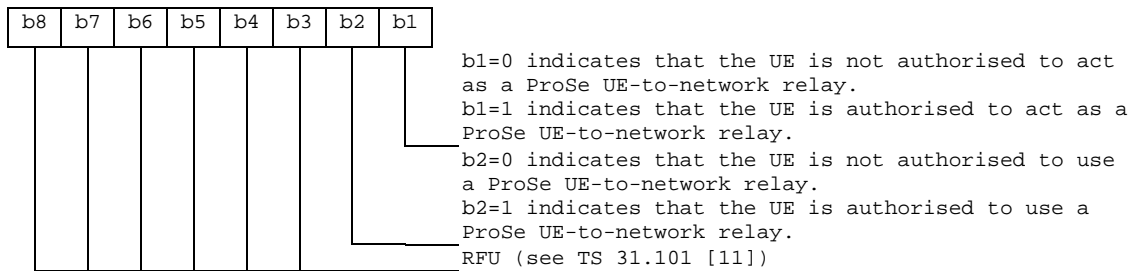 b8 b7 b6 b5 b4 b3 b2 b1
b1=0 indicates that the UE is not authorised to act
as a ProSe UE-to-network relay.
b1=1 indicates that the UE is authorised to act as a
ProSe UE-to-network relay.
b2=0 indicates that the UE is not authorised to use
a ProSe UE-to-network relay.
b2=1 indicates that the UE is authorised to use a
ProSe UE-to-network relay.
RFU (see TS 31.101 [11])